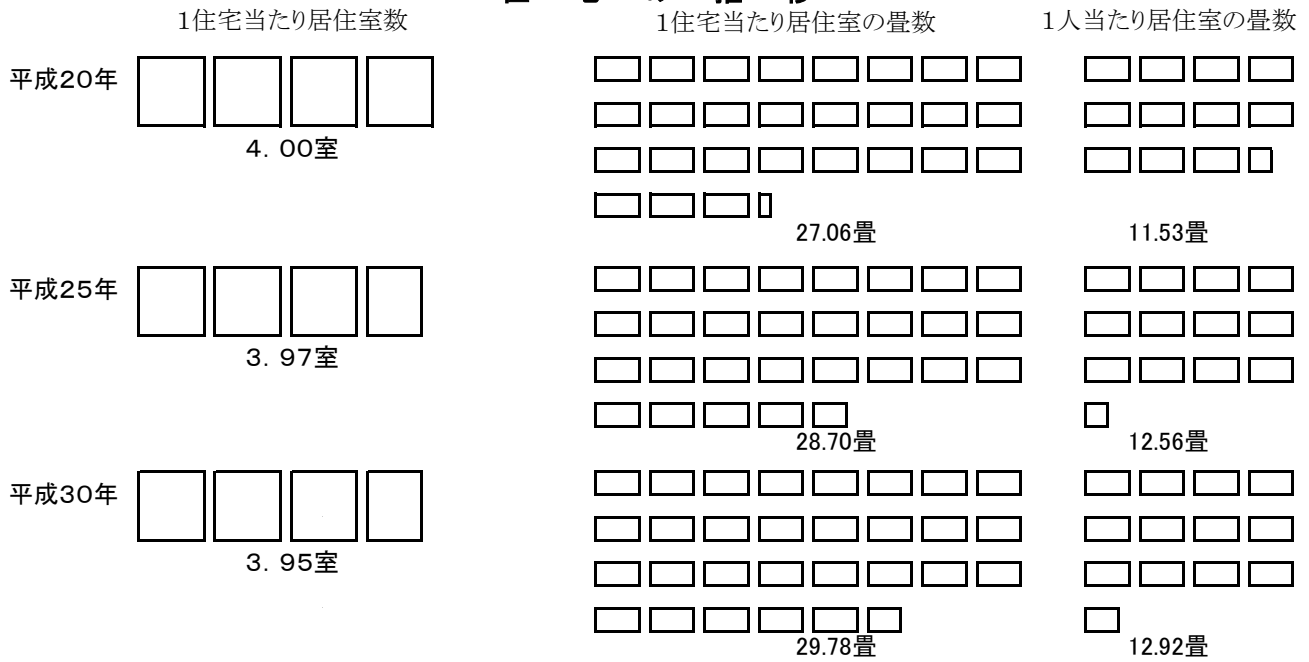 1住宅当たり居住室数
1住宅当たり居住室の畳数
1人当たり居住室の畳数
平成20年
4.00室
27.06畳
11.53畳
平成25年
3.97室
28.70畳
12.56畳
平成30年
3.95室
29.78畳
12.92畳